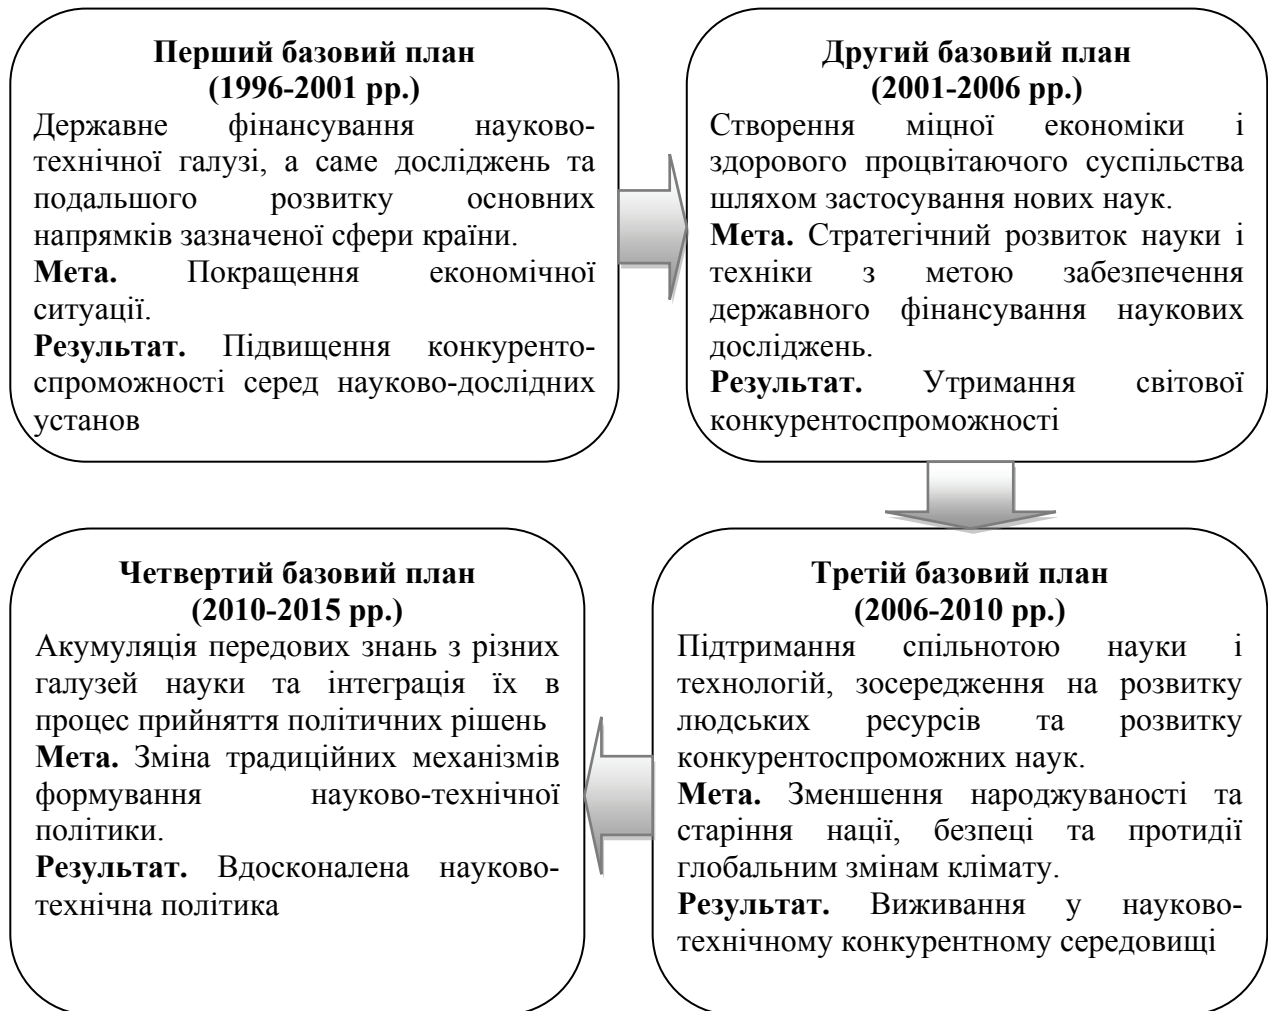 Перший базовий план
(1996-2001 рр.)
Державне фінансування науково-
технічної галузі, а саме досліджень та
подальшого розвитку основних
напрямків зазначеної сфери країни.
Мета. Покращення економічної
ситуації.
Результат. Підвищення конкуренто-
спроможності серед науково-дослідних
установ
Другий базовий план
(2001-2006 рр.)
Створення міцної економіки і
здорового процвітаючого суспільства
шляхом застосування нових наук.
Мета. Стратегічний розвиток науки і
техніки з метою забезпечення
державного фінансування наукових
досліджень.
Результат. Утримання світової
конкурентоспроможності
Третій базовий план
(2006-2010 рр.)
Підтримання спільнотою науки і
технологій, зосередження на розвитку
людських ресурсів та розвитку
конкурентоспроможних наук.
Мета. Зменшення народжуваності та
старіння нації, безпеці та протидії
глобальним змінам клімату.
Результат. Виживання у науково-
технічному конкурентному середовищі
Четвертий базовий план
(2010-2015 рр.)
Акумуляція передових знань з різних
галузей науки та інтеграція їх в
процес прийняття політичних рішень
Мета. Зміна традиційних механізмів
формування науково-технічної
політики.
Результат. Вдосконалена науково-
технічна політика